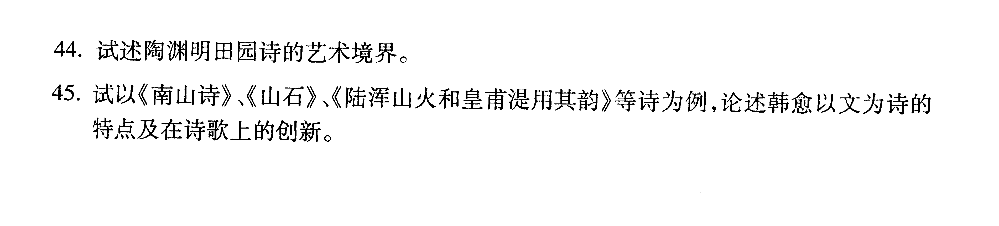 44. 试述陶渊明田园诗的艺术境界。
45. 试以《南山诗》、《山石》、《陆浑山火和皇甫湜用其韵》等诗为例,论述韩愈以文为诗的
特点及在诗歌上的创新。